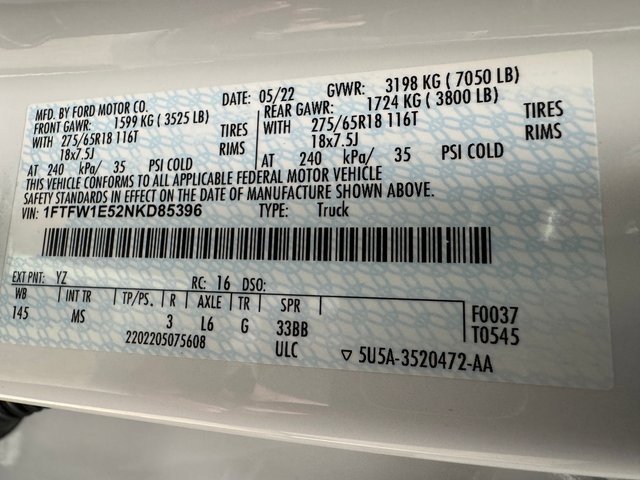 MFD. BY FORD MOTOR CO.
DATE: 05/22 GVWR: 3198 KG ( 7050 LB)
FRONT GAWR: 1599 KG ( 3525 LB) REAR GAWR: 1724 KG ( 3800 LB)
WITH 275/65R18 116T TIRES WITH 275/65R18 116T TIRES
18x7.5J RIMS 18x7.5J RIMS
AT 240 kPa/ 35 PSI COLD AT 240 kPa/ 35 PSI COLD
THIS VEHICLE CONFORMS TO ALL APPLICABLE FEDERAL MOTOR VEHICLE
SAFETY STANDARDS IN EFFECT ON THE DATE OF MANUFACTURE SHOWN ABOVE.
1FTFW1E52NKD85396 TYPE: Truck
EXT PNT: YZ RC: 16 DSO:
WB INT TR TP/PS. R AXLE TR SPR F0037
145 MS 3 L6 G 33BB T0545
2202205075608 ULC ▽ 5U5A-3520472-AA